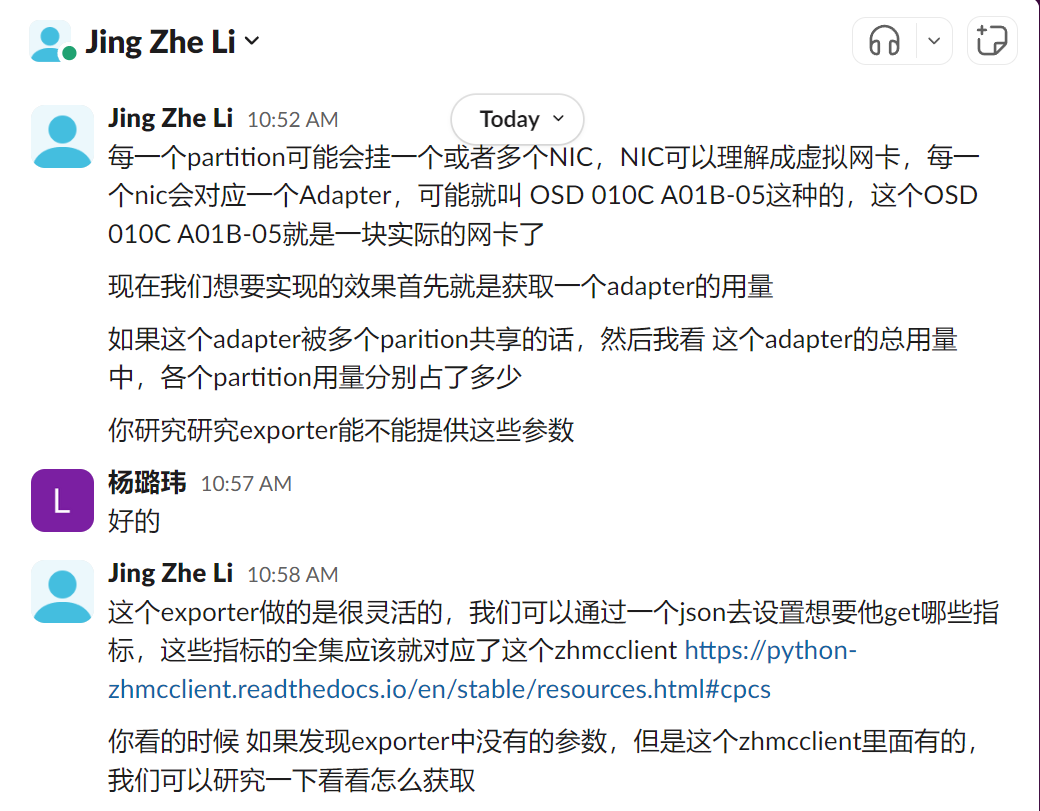 Jing Zhe Li
Today
Jing Zhe Li 10:52 AM
每一个partition可能会挂一个或者多个NIC，NIC可以理解成虚拟网卡，每一
个nic会对应一个Adapter，可能就叫 OSD 010C A01B-05这种的，这个OSD
010C A01B-05就是一块实际的网卡了
现在我们想要实现的效果首先就是获取一个adapter的用量
如果这个adapter被多个parition共享的话，然后我看 这个adapter的总用量
中，各个partition用量分别占了多少
你研究研究exporter能不能提供这些参数
L
杨璐玮 10:57 AM
好的
Jing Zhe Li 10:58 AM
这个exporter做的是很灵活的，我们可以通过一个json去设置想要他get哪些指
标，这些指标的全集应该就对应了这个zhmcclient https://python-
zhmcclient.readthedocs.io/en/stable/resources.html#cpcs
你看的时候 如果发现exporter中没有的参数，但是这个zhmcclient里面有的，
我们可以研究一下看看怎么获取